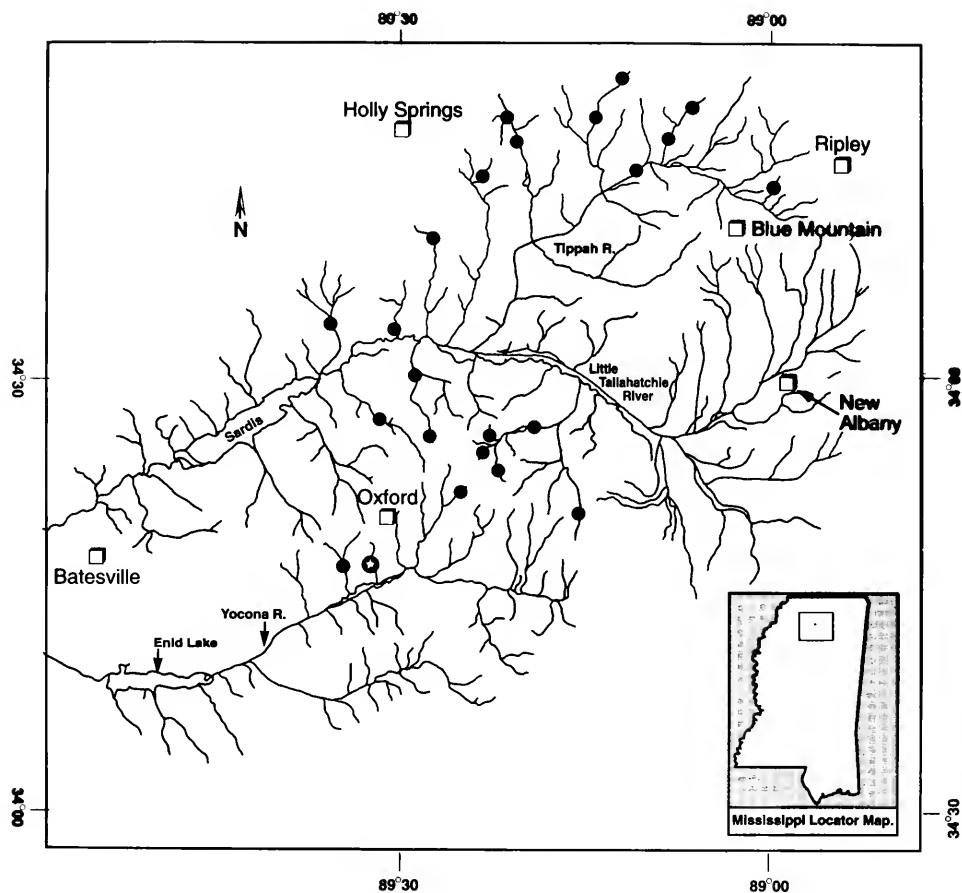 89°30
89°00
Holly Springs
Ripley
N
Blue Mountain
Tippah R.
34°30
34°00
Little
Tallahatchie
River
New
Albany
Sardis
Oxford
Batesville
Yocona R.
Enid Lake
34°00
34°30
Mississippi Locator Map.
89°30
89°00